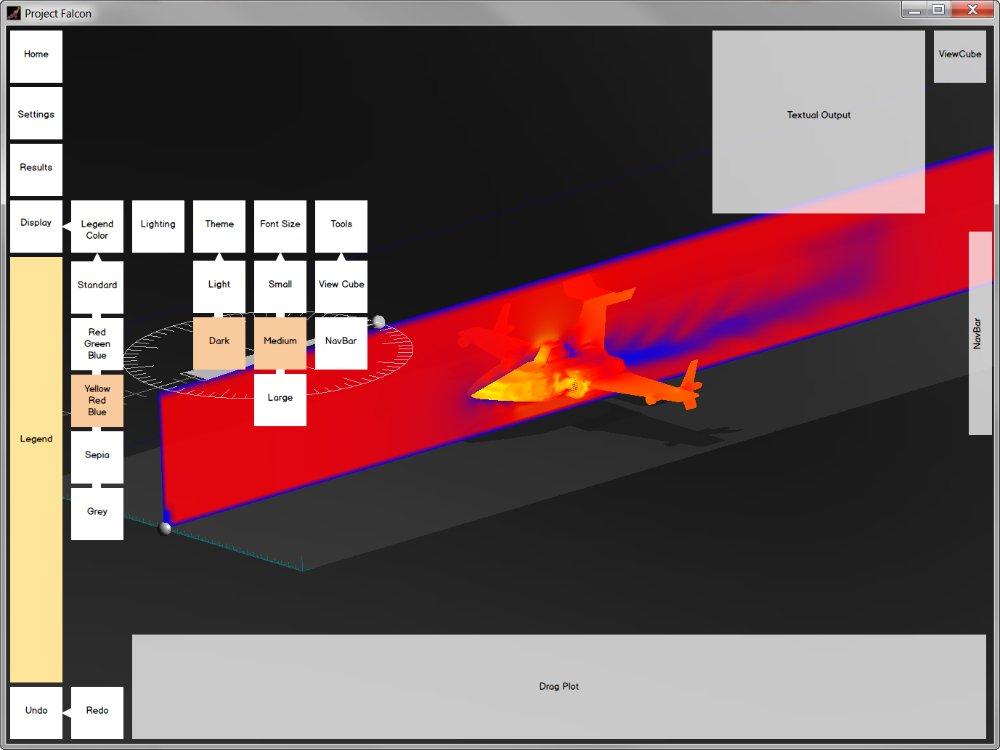 Project Falcon
Home
ViewCube
Textual Output
Settings
Results
Display
Legend
Color
Lighting
Theme
Font Size
Tools
Standard
Light
Small
View Cube
Red
Green
Blue
Dark
Medium
NavBar
NavBar
Yellow
Red
Blue
Large
Legend
Sepia
Grey
Drag Plot
Undo
Redo